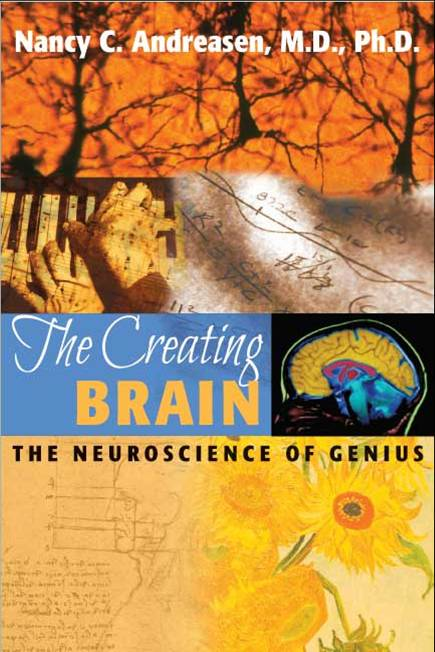 Nancy C. Andreasen, M.D., Ph.D.
The Creating
BRAIN
THE NEUROSCIENCE OF GENIUS